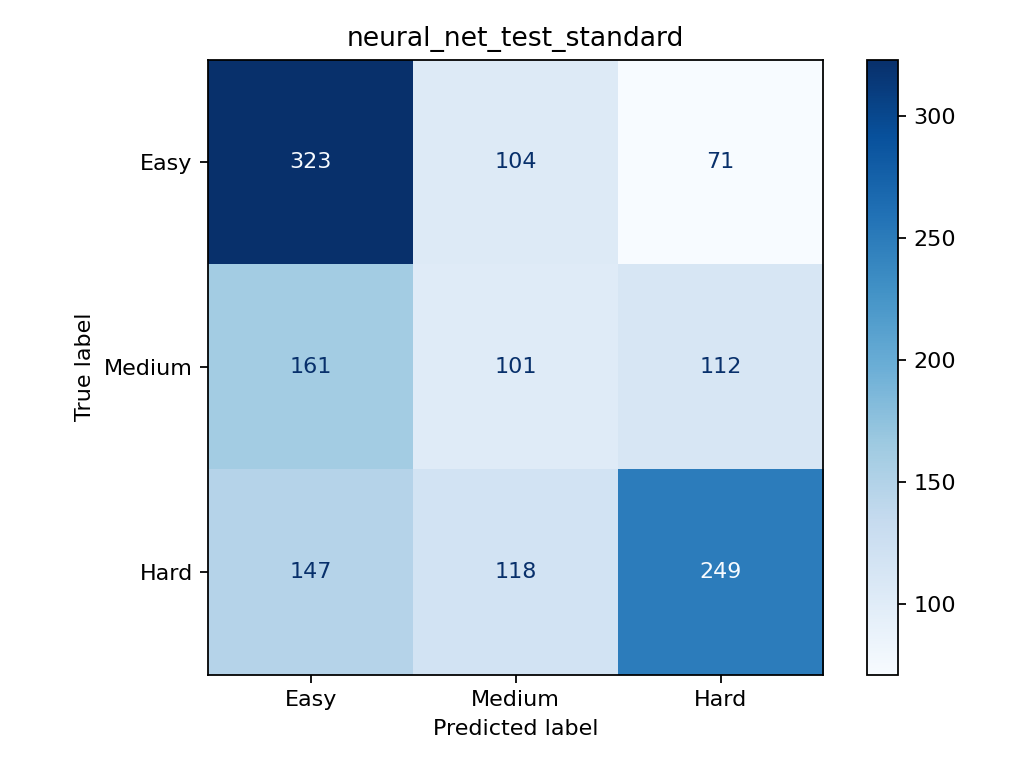 neural_net_test_standard
True label
Easy
323
104
71
Medium
161
101
112
Hard
147
118
249
Easy
Medium
Hard
Predicted label
300
250
200
150
100